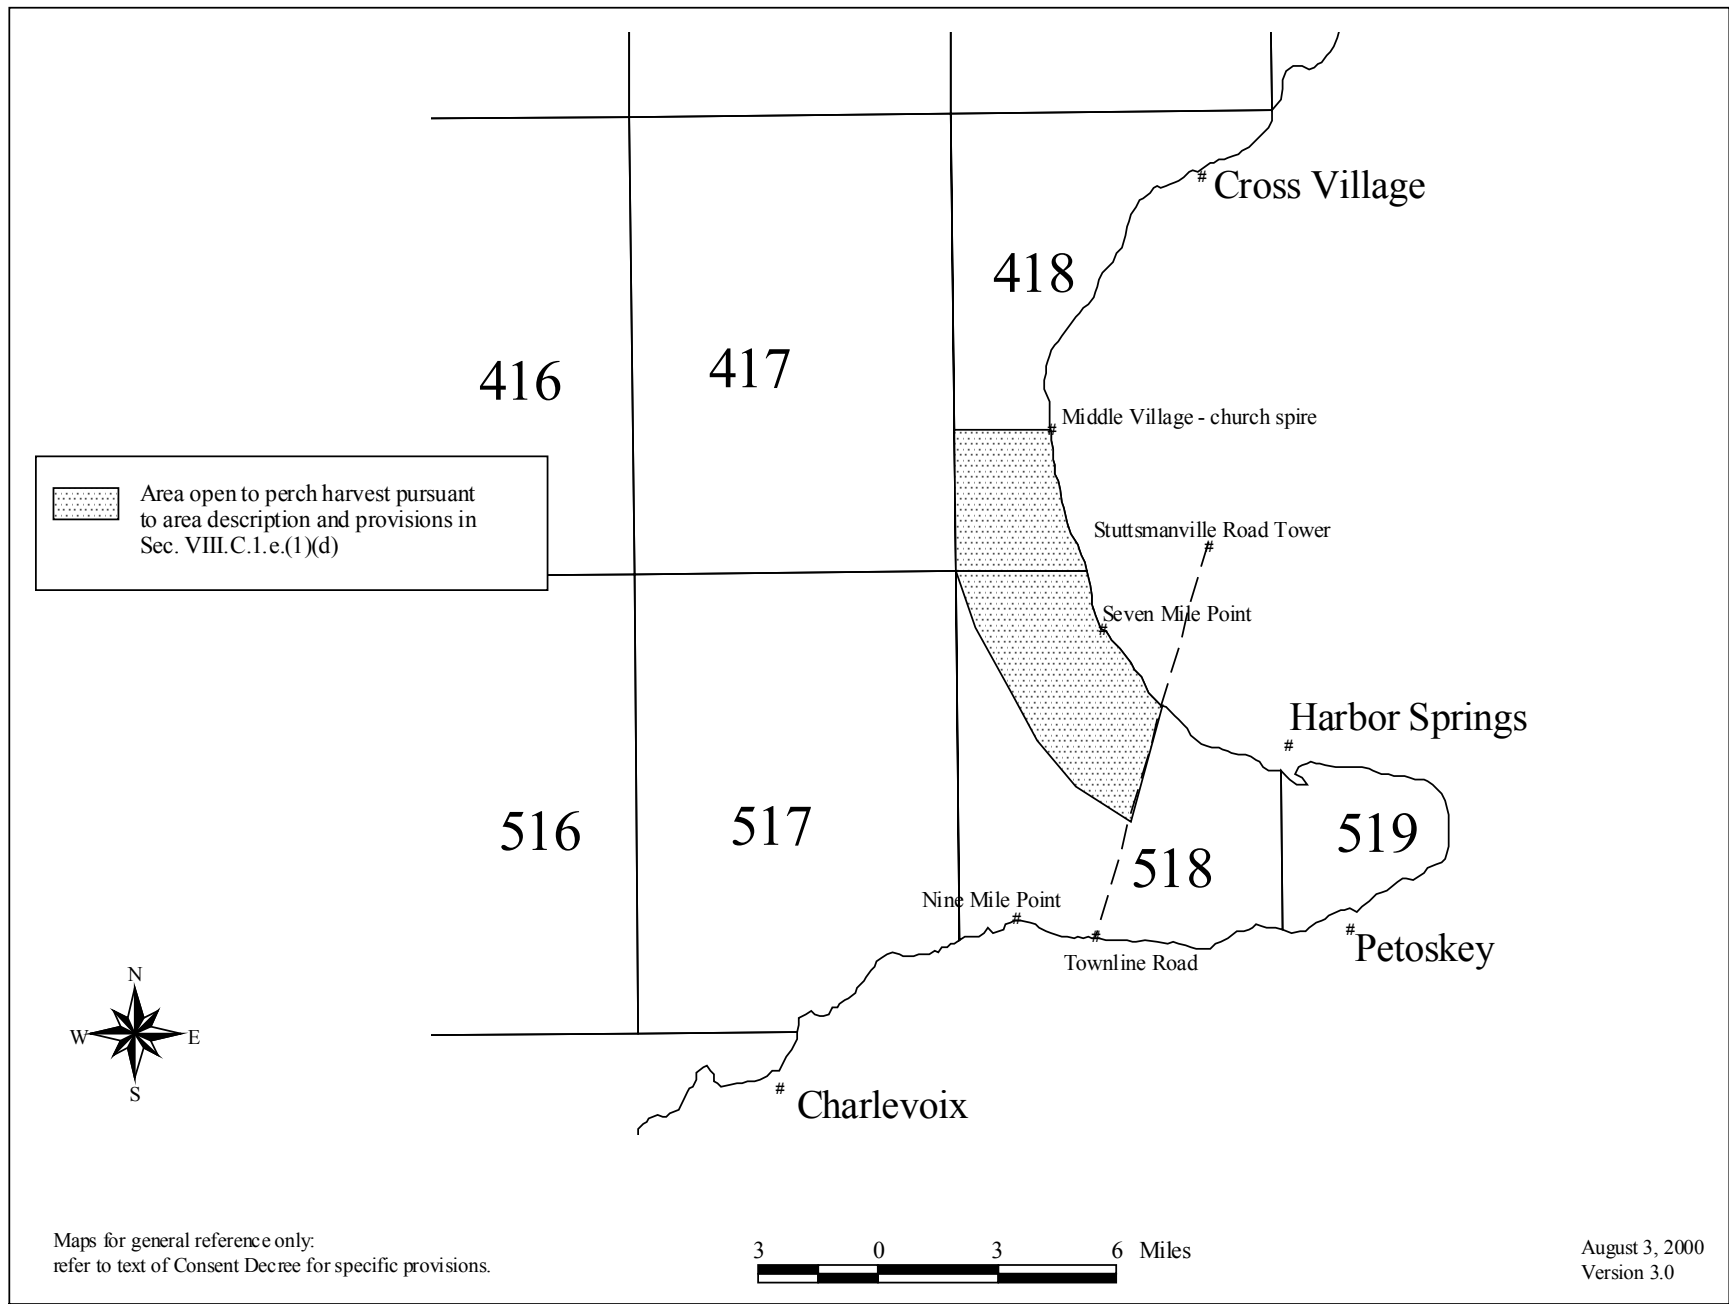 Cross Village
418
417
416
Middle Village - church spire
Area open to perch harvest pursuant
to area description and provisions in
Sec. VIII.C.1.e.(1)(d)
Stuttsmanville Road Tower
Seven Mile Point
Harbor Springs
516
517
519
518
Nine Mile Point
Petoskey
Townline Road
N
W
E
S
Charlevoix
Maps for general reference only:
refer to text of Consent Decree for specific provisions.
3 0 3 6 Miles
August 3, 2000
Version 3.0